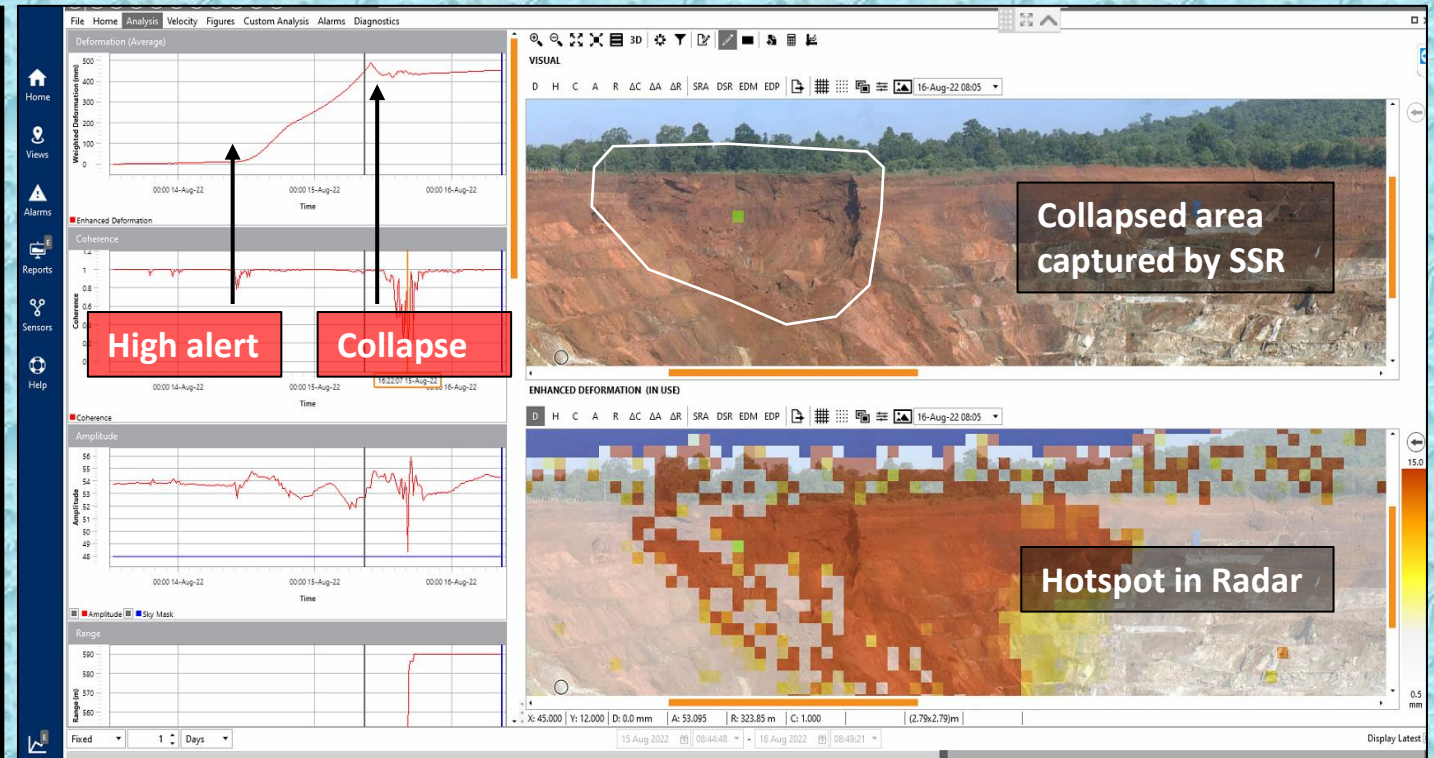 File Home Analysis Velocity Figures Custom Analysis Alarms Diagnostics
Home
Views
Alarms
E
Reports
Sensors
Help
E
Deformation (Average)
Weighted Deformation (mm)
500
400
300
200
100
0
00:00 14-Aug-22 00:00 15-Aug-22 00:00 16-Aug-22
Time
Enhanced Deformation
Coherence
Coherence
1.2
1
0.8
0.6
High alert
Collapse
16:22:07 15-Aug-22
00:00 14-Aug-22 00:00 15-Aug-22 00:00 16-Aug-22
Time
Coherence
Amplitude
Amplitude
56
55
54
53
52
51
50
49
48
00:00 14-Aug-22 00:00 15-Aug-22 00:00 16-Aug-22
Time
Amplitude Sky Mask
Range
Range (m)
590
580
570
560
3D
VISUAL
D H C A R ΔC ΔA ΔR SRA DSR EDM EDP 16-Aug-22 08:05
Collapsed area
captured by SSR
ENHANCED DEFORMATION (IN USE)
D H C A R ΔC ΔA ΔR SRA DSR EDM EDP 16-Aug-22 08:05
Hotspot in Radar
15.0
0.5
mm
X: 45.000 Y: 12.000 D: 0.0 mm A: 53.095 R: 323.85 m C: 1.000 (2.79x2.79)m
Fixed 1 Days 15 Aug 2022 08:44:48 - 16 Aug 2022 08:49:21 Display Latest